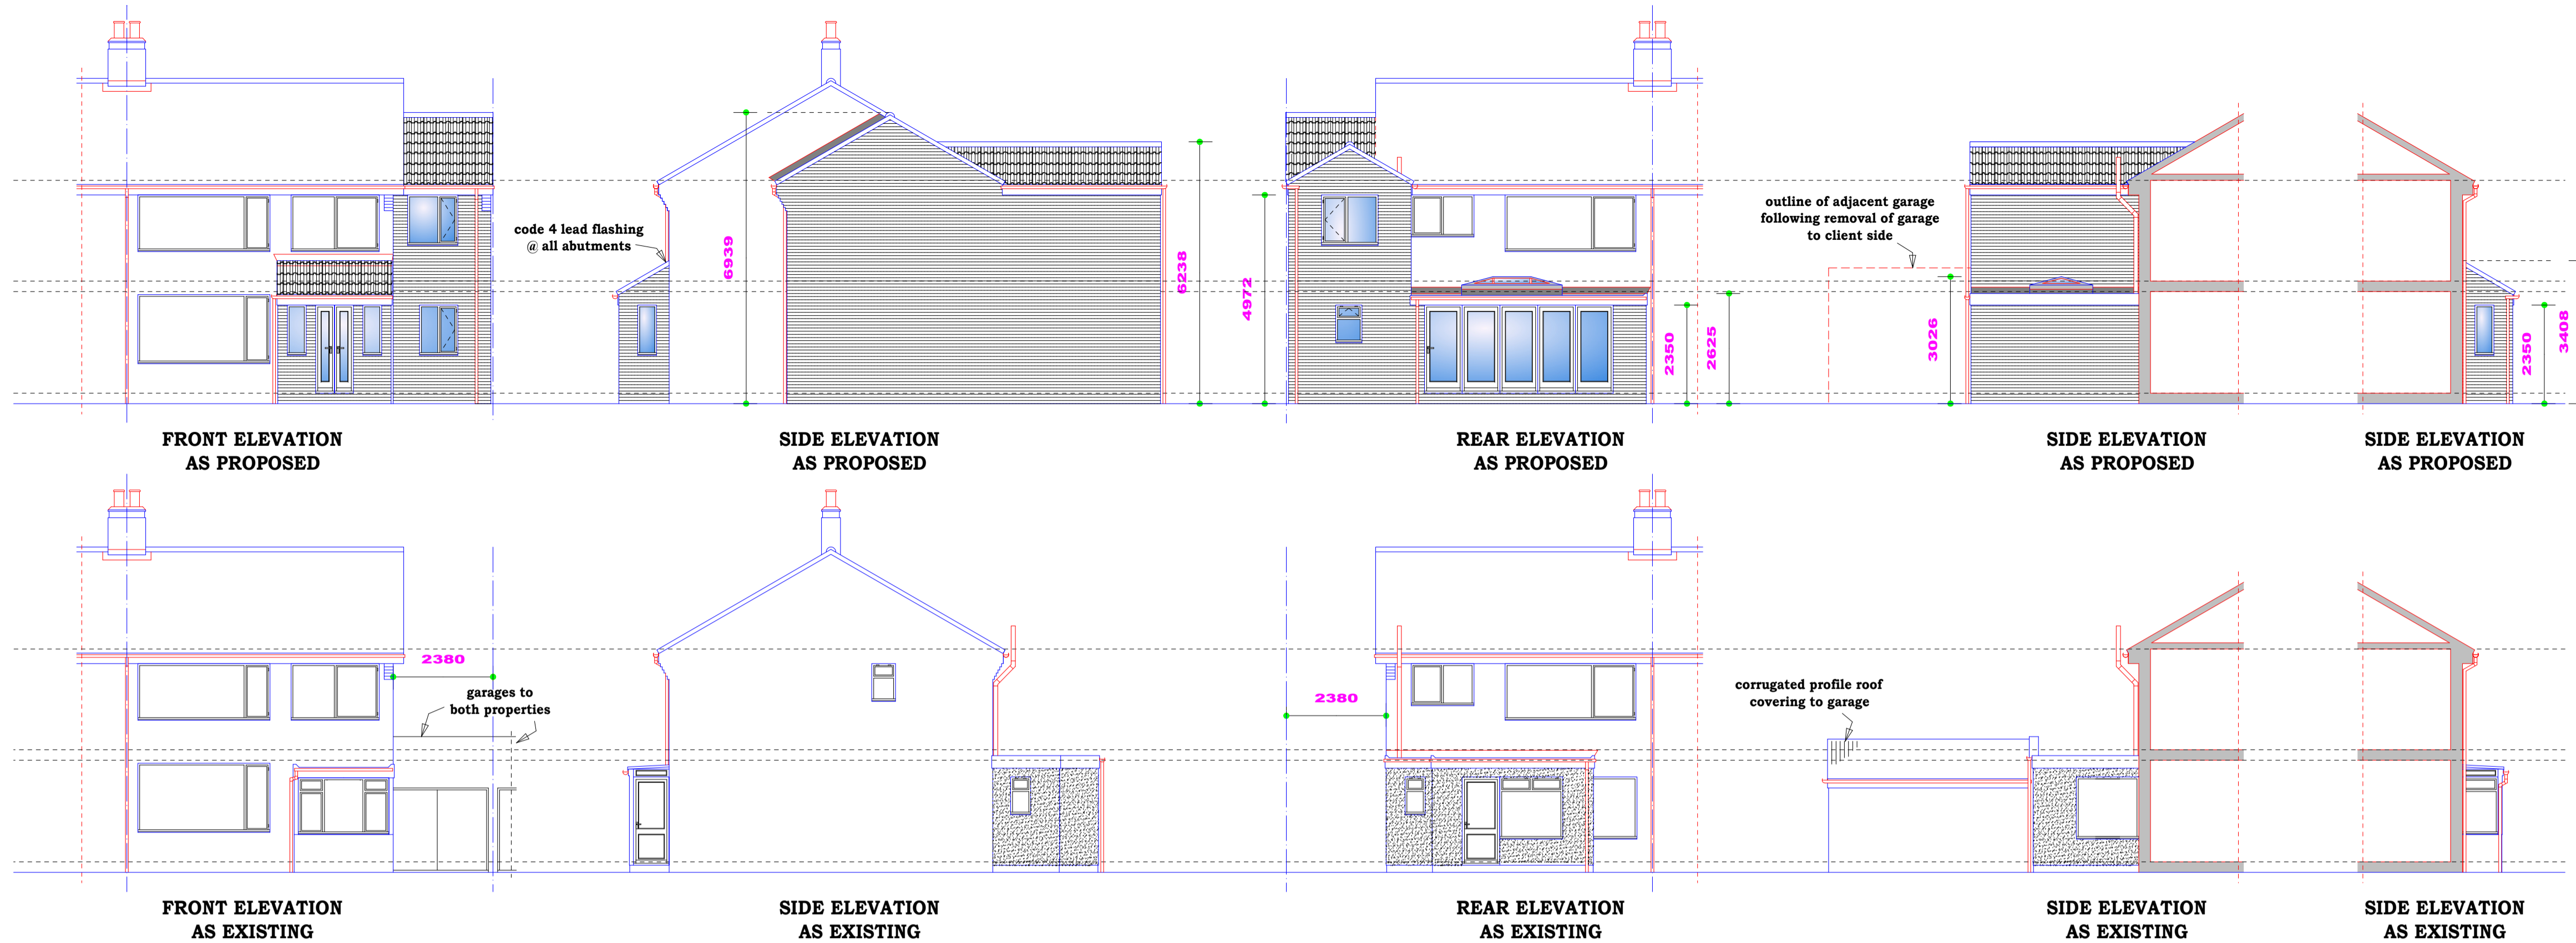 code 4 lead flashing
@ all abutments
6939
6238
4972
2350
2625
outline of adjacent garage
following removal of garage
to client side
3026
2350
3408
FRONT ELEVATION
AS PROPOSED
SIDE ELEVATION
AS PROPOSED
REAR ELEVATION
AS PROPOSED
SIDE ELEVATION
AS PROPOSED
SIDE ELEVATION
AS PROPOSED
2380
garages to
both properties
2380
corrugated profile roof
covering to garage
FRONT ELEVATION
AS EXISTING
SIDE ELEVATION
AS EXISTING
REAR ELEVATION
AS EXISTING
SIDE ELEVATION
AS EXISTING
SIDE ELEVATION
AS EXISTING